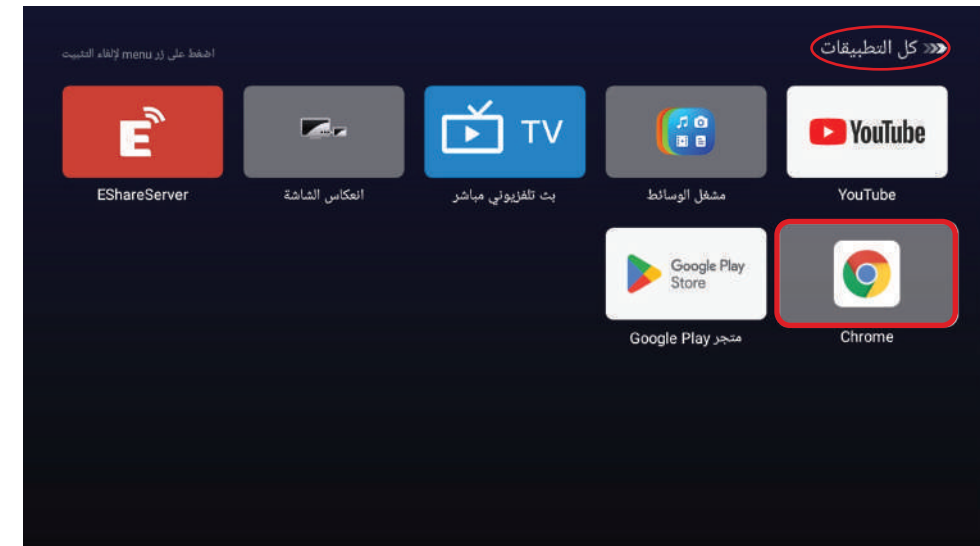 كل التطبيقات
اضغط على زر menu لإلغاء التثبيت
YouTube
TV
E
YouTube
مشغل الوسائط
بث تلفزيوني مباشر
انعكاس الشاشة
EShareServer
Google Play
Store
Chrome
متجر Google Play